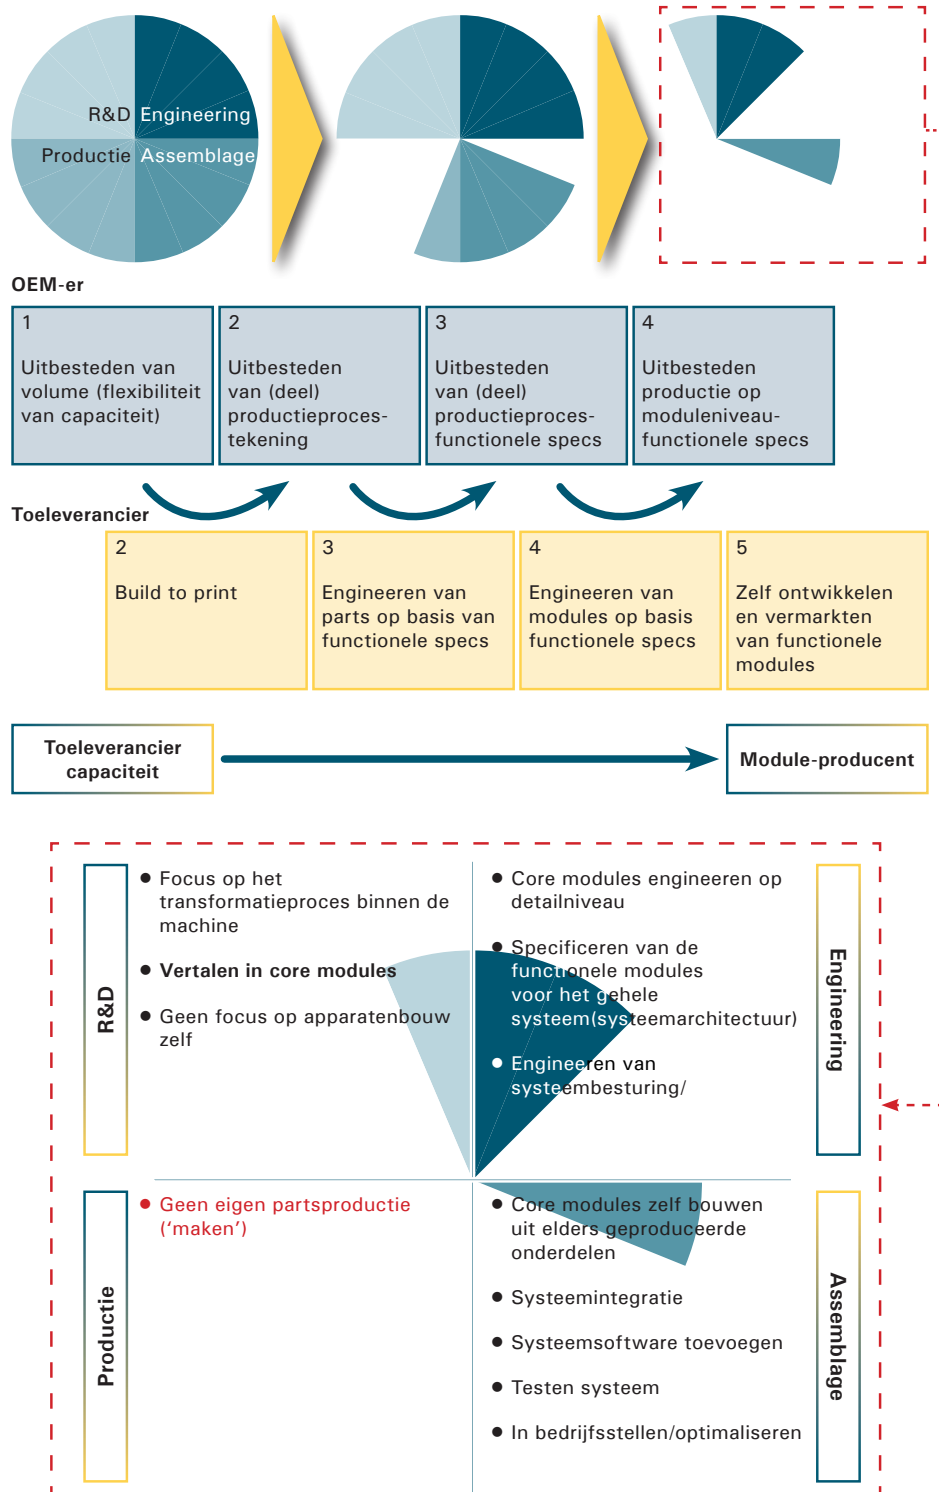 R&D Engineering
Productie Assemblage
OEM-er
1
Uitbesteden van
volume (flexibiliteit
van capaciteit)
2
Uitbesteden
van (deel)
productieproces-
tekening
3
Uitbesteden
van (deel)
productieproces-
functionele specs
4
Uitbesteden
productie op
moduleniveau-
functionele specs
Toeleverancier
2
Build to print
3
Engineeren van
parts op basis van
functionele specs
4
Engineeren van
modules op basis
functionele specs
5
Zelf ontwikkelen
en vermarkten
van functionele
modules
Toeleverancier
capaciteit
Module-producent
R&D
• Focus op het
transformatieproces binnen de
machine
• Vertalen in core modules
• Geen focus op apparatenbouw
zelf
• Core modules engineeren op
detailniveau
• Specificeren van de
functionele modules
voor het gehele
systeem(systeemarchitectuur)
• Engineeren van
systeembesturing/
Engineering
Productie
• Geen eigen partsproductie
(‘maken’)
• Core modules zelf bouwen
uit elders geproduceerde
onderdelen
• Systeemintegratie
• Systeemsoftware toevoegen
• Testen systeem
• In bedrijfsstellen/optimaliseren
Assemblage